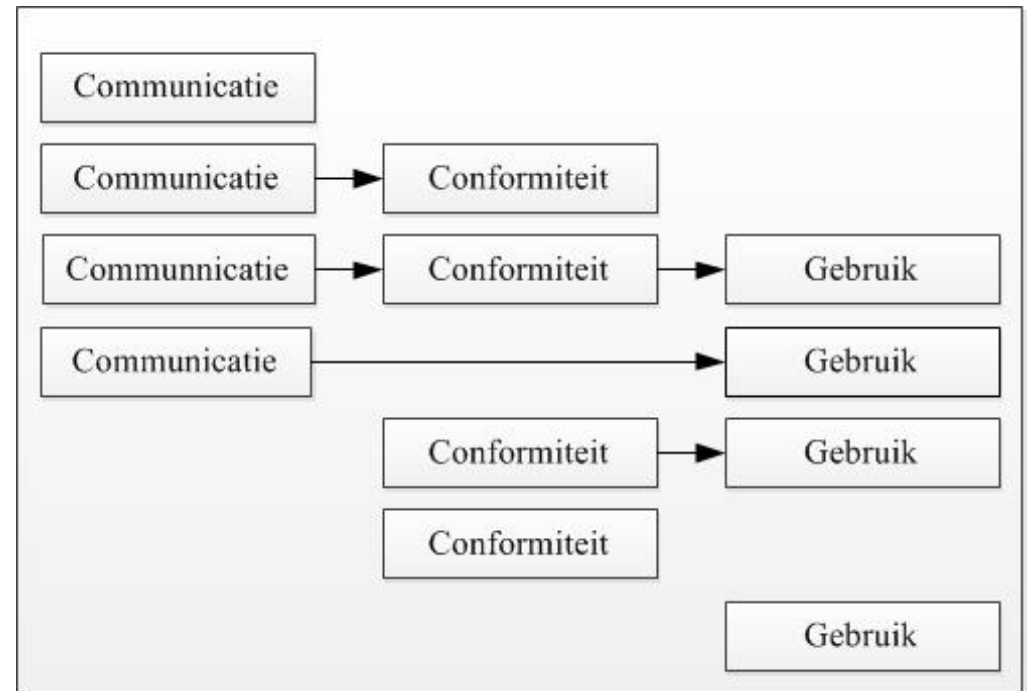 Communicatie
Communicatie Conformiteit
Communnicatie Conformiteit Gebruik
Communicatie Gebruik
Conformiteit Gebruik
Conformiteit
Gebruik